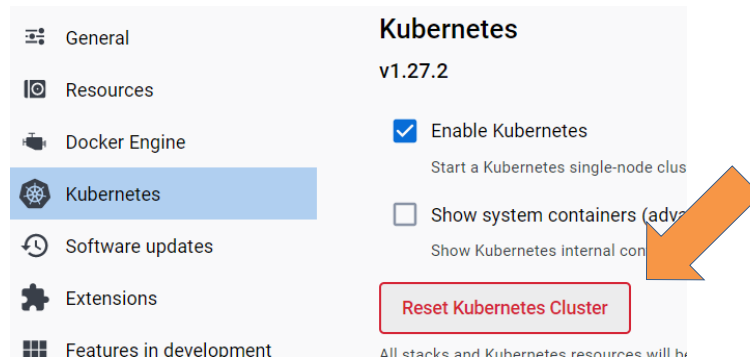 General
Resources
Docker Engine
Kubernetes
Software updates
Extensions
Features in development
Kubernetes
v1.27.2
Enable Kubernetes
Start a Kubernetes single-node clus
Show system containers (adva
Show Kubernetes internal con
Reset Kubernetes Cluster
All stacks and Kubernetes resources will be